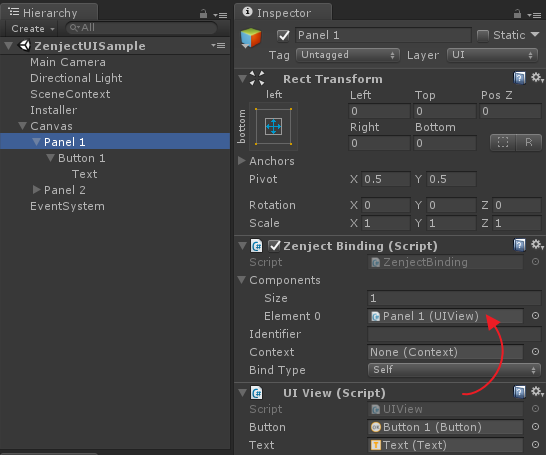 Hierarchy
Create
All
ZenjectUISample
Main Camera
Directional Light
SceneContext
Installer
Canvas
Panel 1
Button 1
Text
Panel 2
EventSystem
Inspector
Panel 1
Static
Tag
Untagged
Layer
UI
Rect Transform
left
bottom
Left
Top
Pos Z
0
0
0
Right
Bottom
0
0
R
Anchors
Pivot
X 0.5
Y 0.5
Rotation
X 0
Y 0
Z 0
Scale
X 1
Y 1
Z 1
Zenject Binding (Script)
Script
ZenjectBinding
Components
Size
1
Element 0
Panel 1 (UIView)
Identifier
Context
None (Context)
Bind Type
Self
UI View (Script)
Script
UIView
Button
Button 1 (Button)
Text
Text (Text)